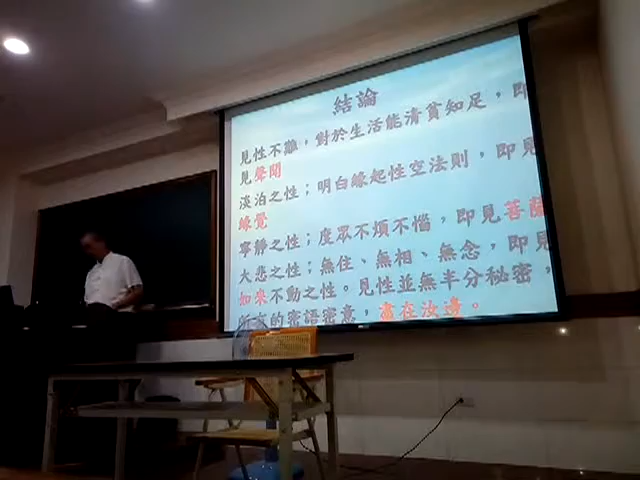 結論
見性不難，對於生活能清貧知足，即
見聲聞
淡泊之性；明白緣起性空法則，即見
緣覺
寧靜之性；度眾不煩不惱，即見菩薩
大悲之性；無住、無相、無念，即見
如來不動之性。見性並無半分秘密，
所有的密語密意，盡在汝邊。